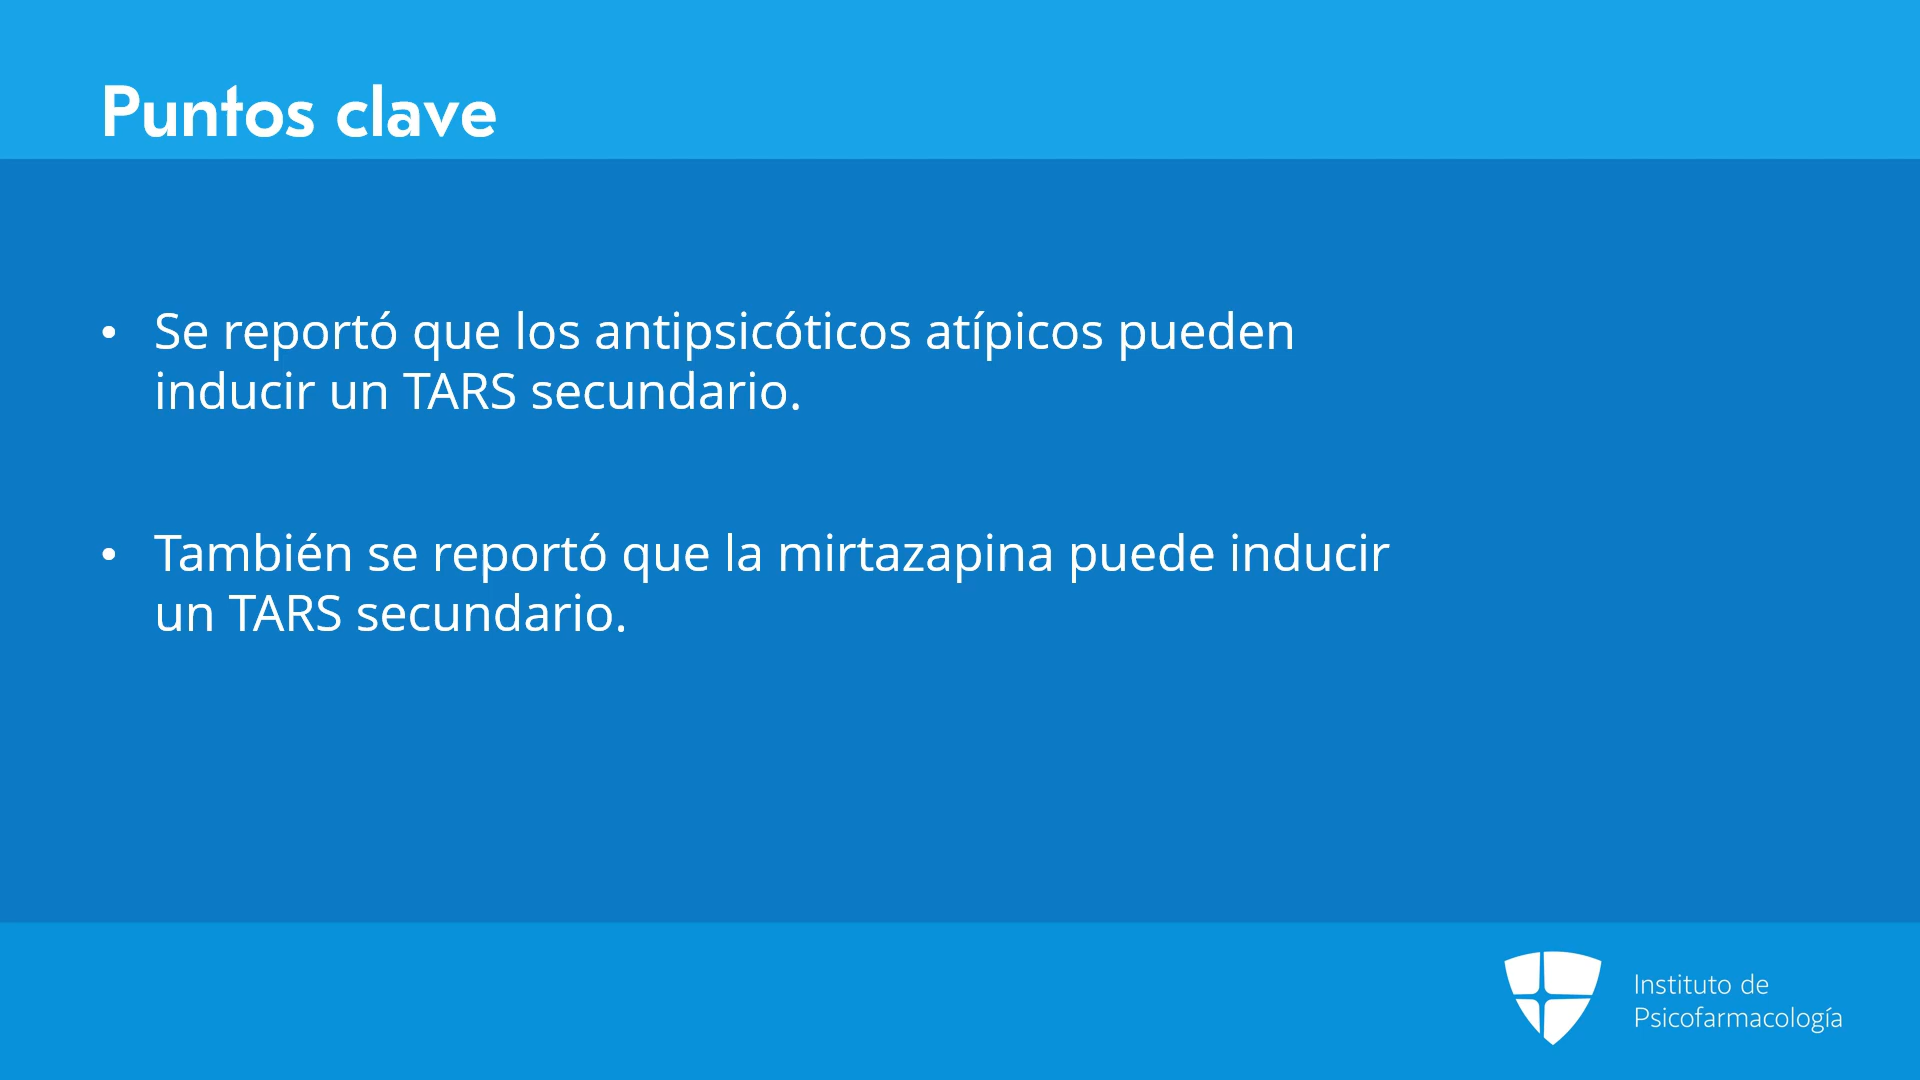 Puntos clave
• Se reportó que los antipsicóticos atípicos pueden
inducir un TARS secundario.
• También se reportó que la mirtazapina puede inducir
un TARS secundario.
Instituto de
Psicofarmacología